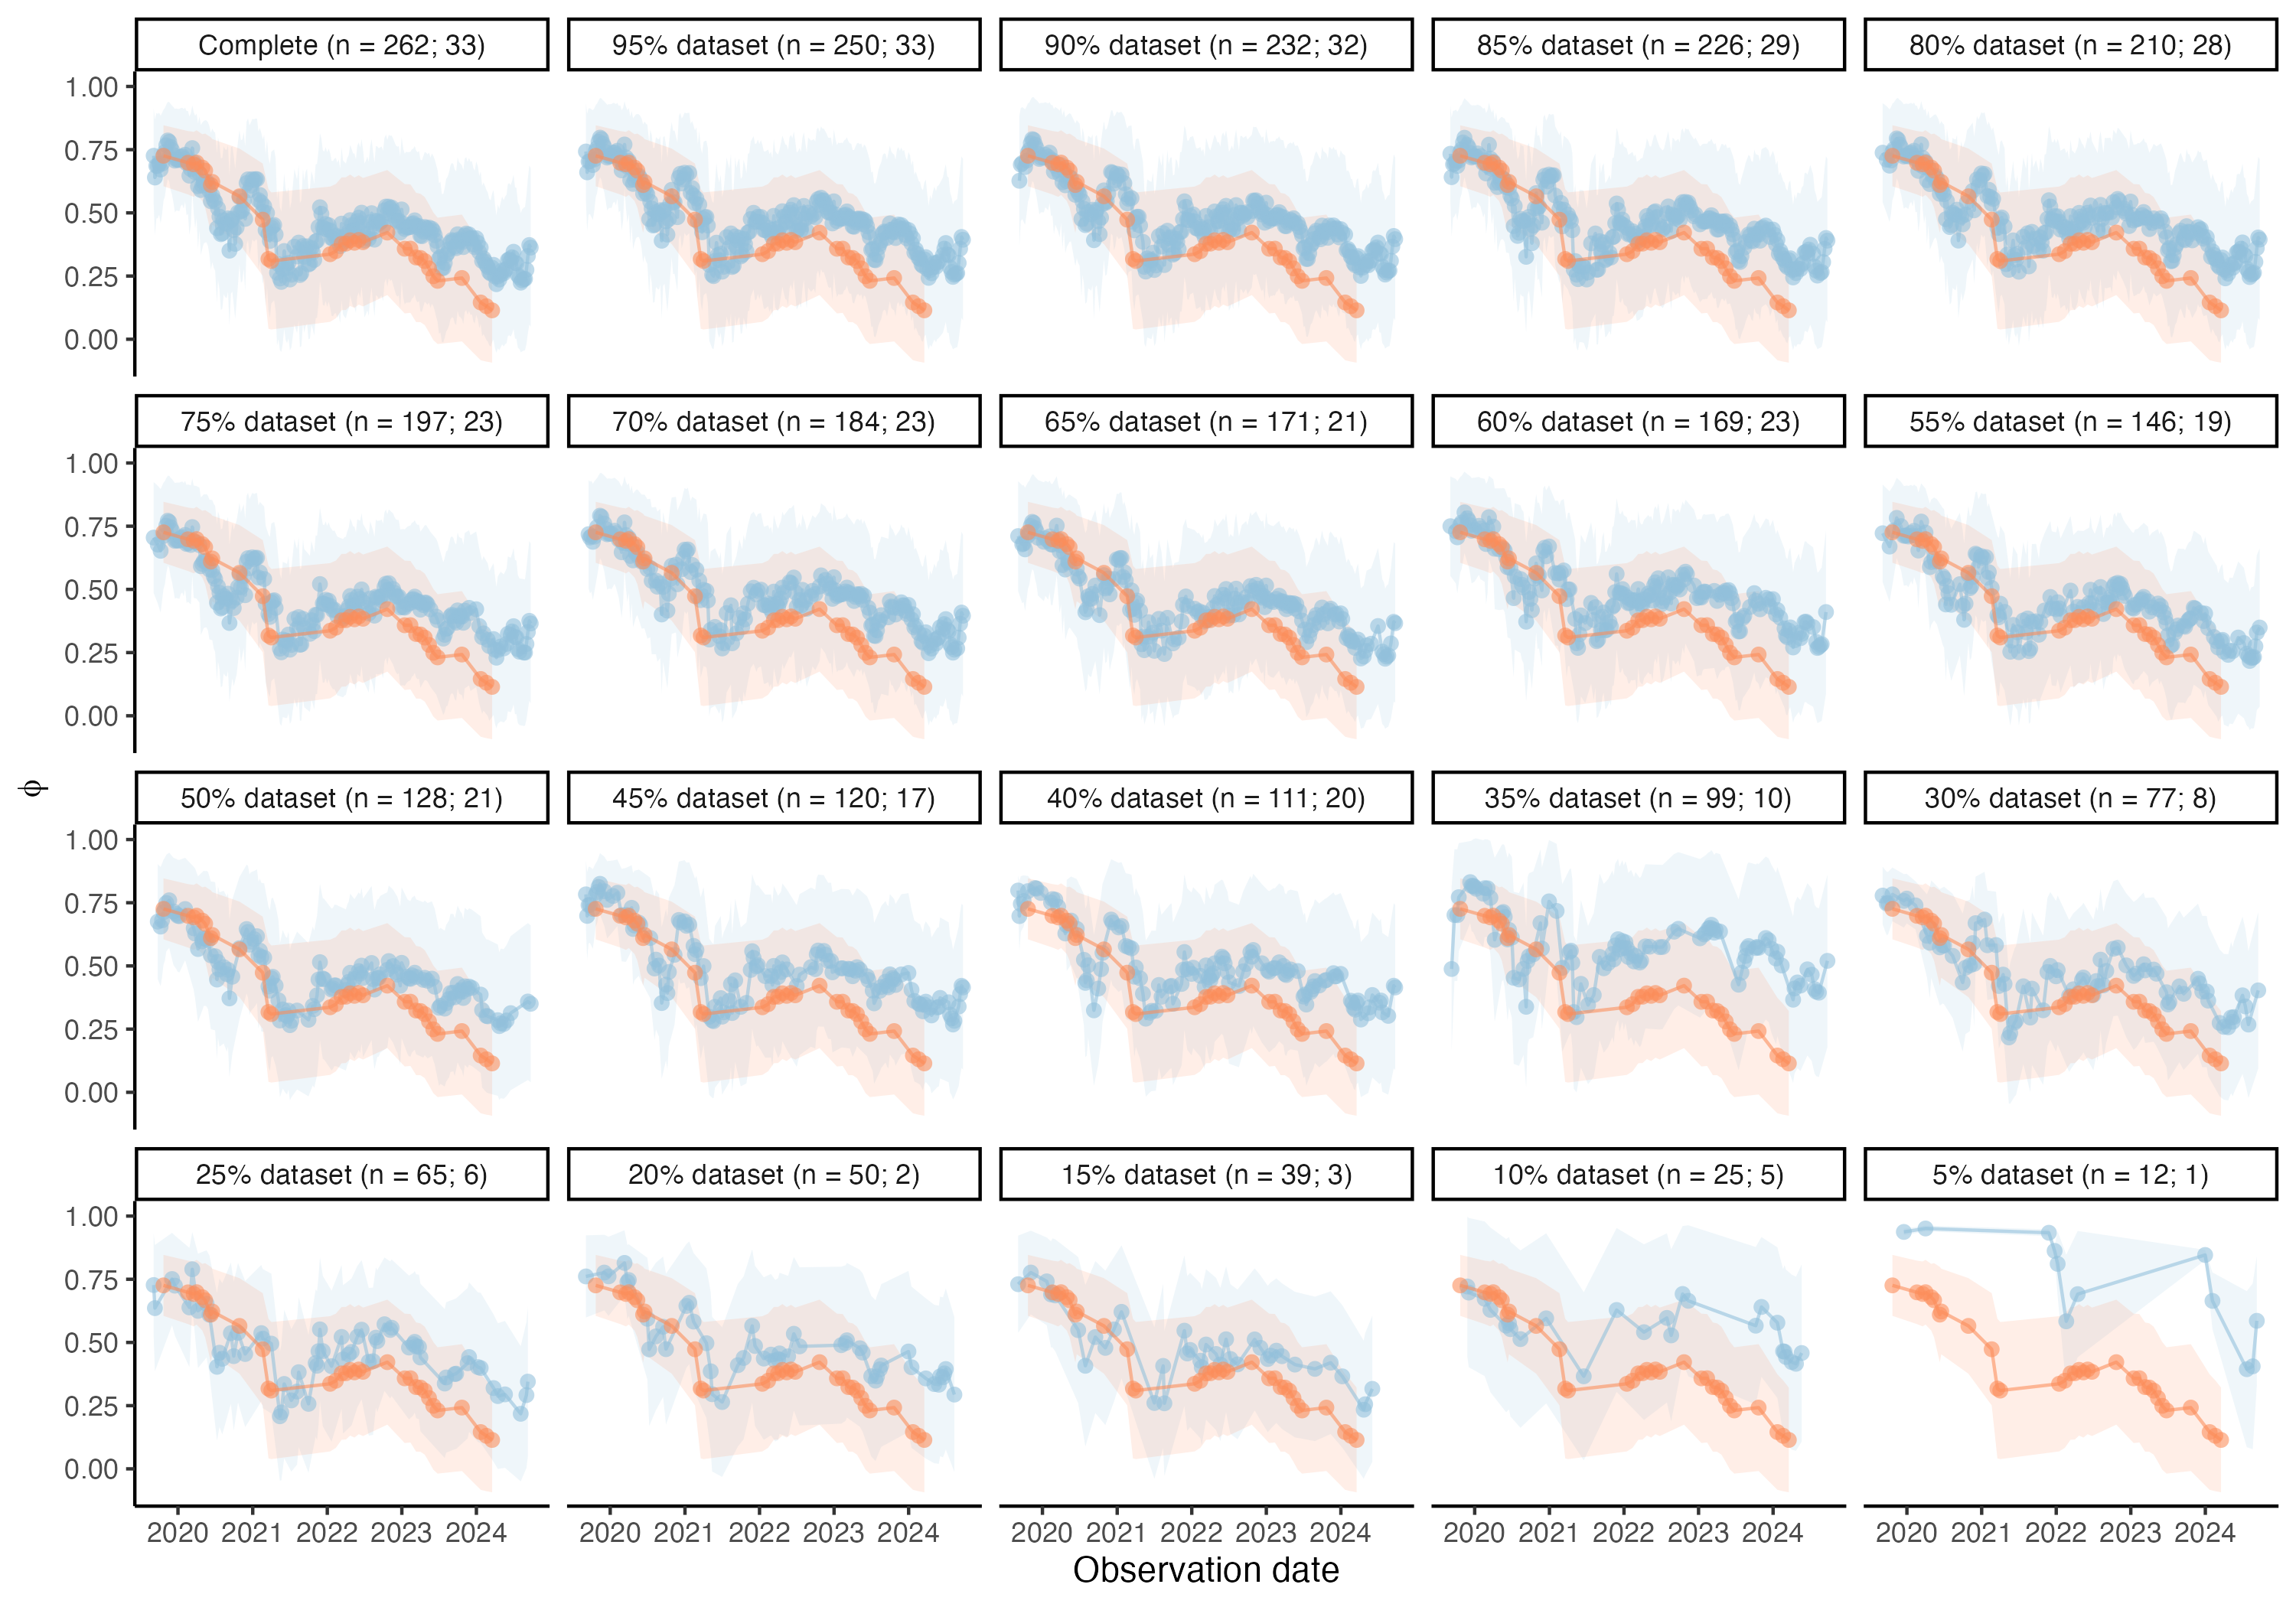 Complete (n = 262; 33)
95% dataset (n = 250; 33)
90% dataset (n = 232; 32)
85% dataset (n = 226; 29)
80% dataset (n = 210; 28)
1.00
0.75
0.50
0.25
0.00
75% dataset (n = 197; 23)
70% dataset (n = 184; 23)
65% dataset (n = 171; 21)
60% dataset (n = 169; 23)
55% dataset (n = 146; 19)
1.00
0.75
0.50
0.25
0.00
ϕ
50% dataset (n = 128; 21)
45% dataset (n = 120; 17)
40% dataset (n = 111; 20)
35% dataset (n = 99; 10)
30% dataset (n = 77; 8)
1.00
0.75
0.50
0.25
0.00
25% dataset (n = 65; 6)
20% dataset (n = 50; 2)
15% dataset (n = 39; 3)
10% dataset (n = 25; 5)
5% dataset (n = 12; 1)
1.00
0.75
0.50
0.25
0.00
2020 2021 2022 2023 2024
2020 2021 2022 2023 2024
2020 2021 2022 2023 2024
2020 2021 2022 2023 2024
2020 2021 2022 2023 2024
Observation date